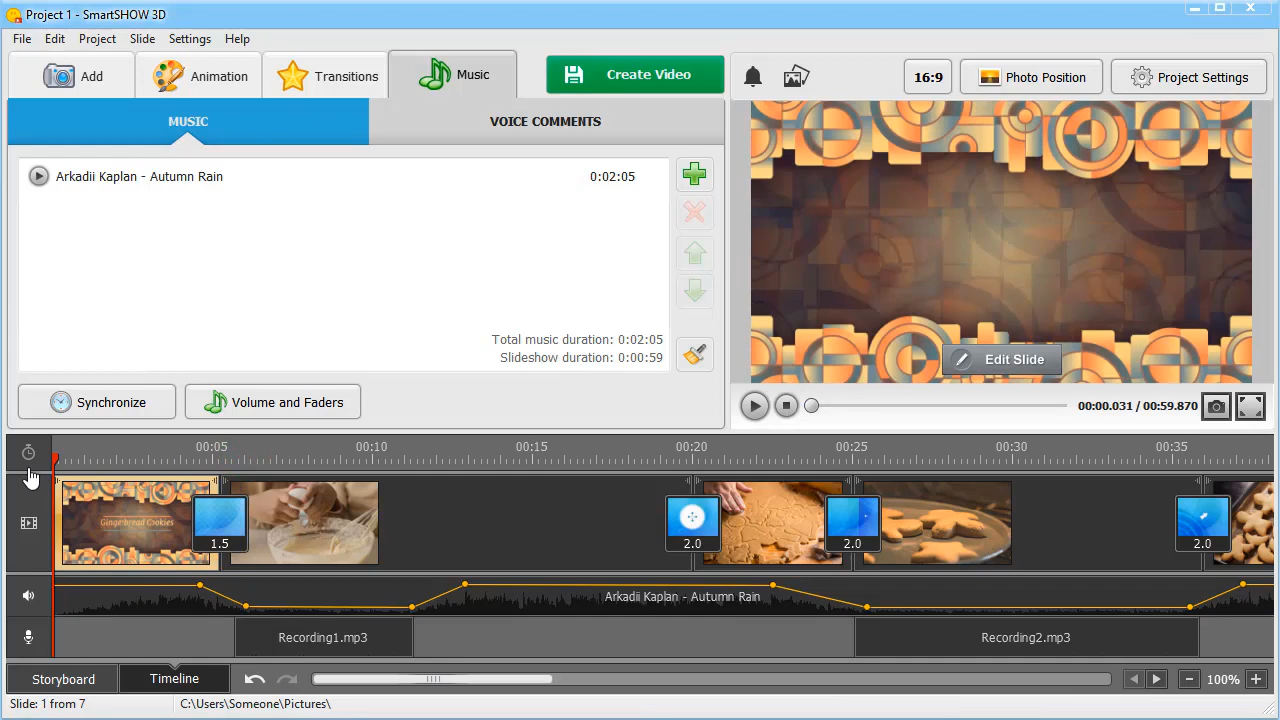 Project 1 - SmartSHOW 3D
File Edit Project Slide Settings Help
Add Animation Transitions Music Create Video 16:9 Photo Position Project Settings
MUSIC VOICE COMMENTS
Arkadii Kaplan - Autumn Rain 0:02:05
Total music duration: 0:02:05
Slideshow duration: 0:00:59
Edit Slide
Synchronize Volume and Faders
00:00.031 / 00:59.870
00:05 00:10 00:15 00:20 00:25 00:30 00:35
Gingerbread Cookies
1.5 2.0 2.0 2.0
Arkadii Kaplan - Autumn Rain
Recording1.mp3 Recording2.mp3
Storyboard Timeline 100%
Slide: 1 from 7 C:\Users\Someone\Pictures\